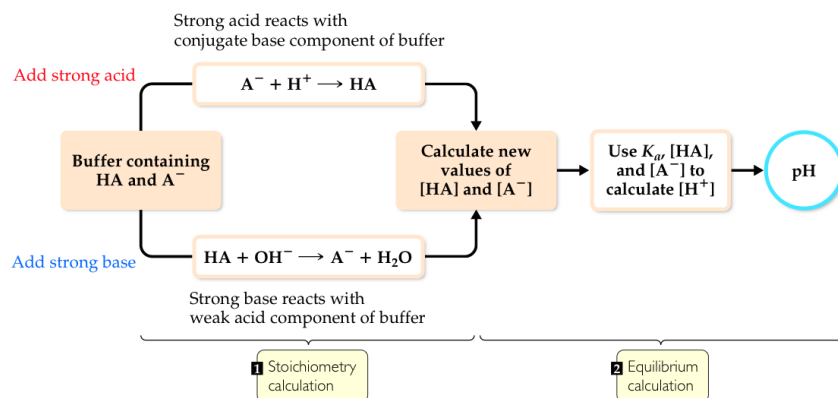 Strong acid reacts with
conjugate base component of buffer
Add strong acid
A⁻ + H⁺ ⟶ HA
Buffer containing
HA and A⁻
Calculate new
values of
[HA] and [A⁻]
Use Kₐ, [HA],
and [A⁻] to
calculate [H⁺]
pH
Add strong base
HA + OH⁻ ⟶ A⁻ + H₂O
Strong base reacts with
weak acid component of buffer
1 Stoichiometry
calculation
2 Equilibrium
calculation